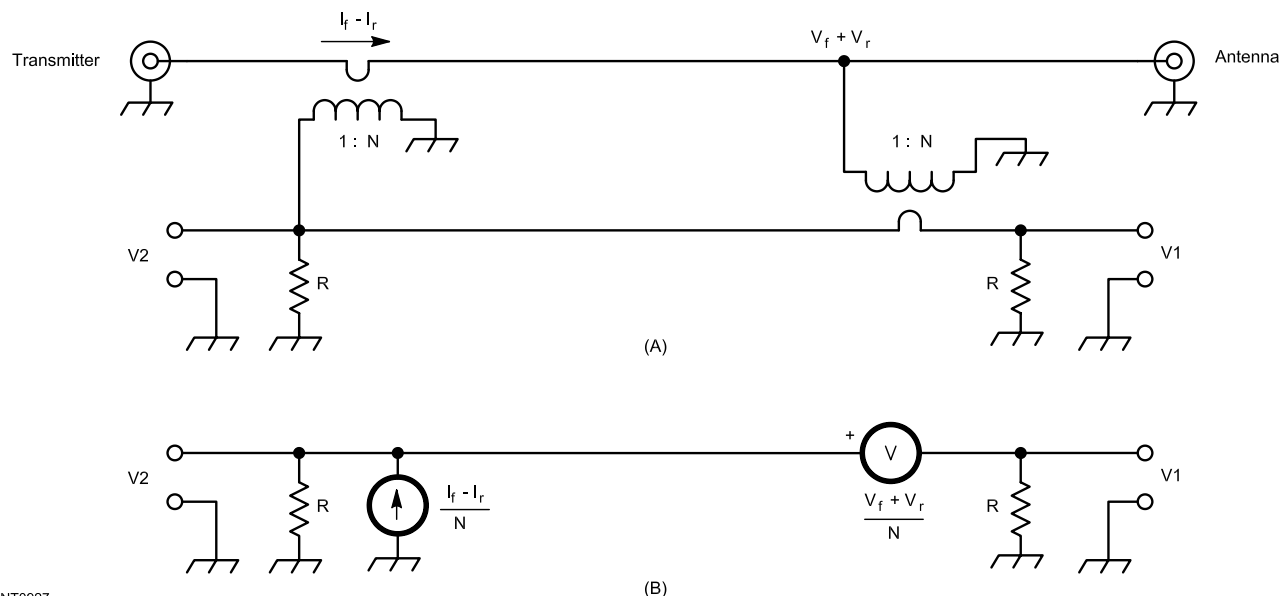 I_f - I_r
V_f + V_r
Transmitter
Antenna
1 : N
1 : N
V2
R
R
V1
(A)
V2
R
I_f - I_r
N
+
V
V_f + V_r
N
R
V1
(B)